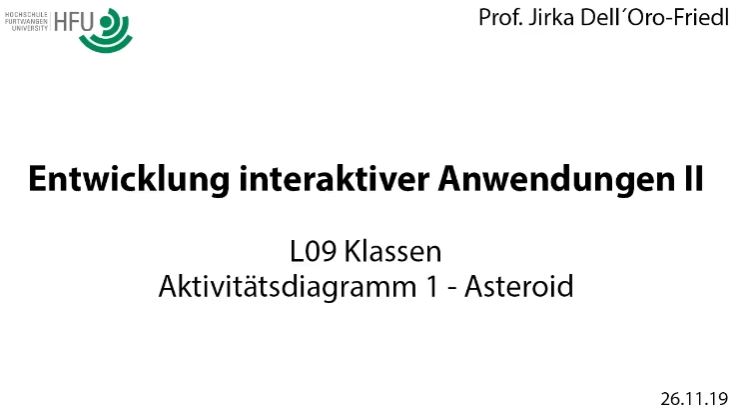 HOCHSCHULE
FURTWANGEN
UNIVERSITY
HFU
Prof. Jirka Dell´Oro-Friedl
Entwicklung interaktiver Anwendungen II
L09 Klassen
Aktivitätsdiagramm 1 - Asteroid
26.11.19